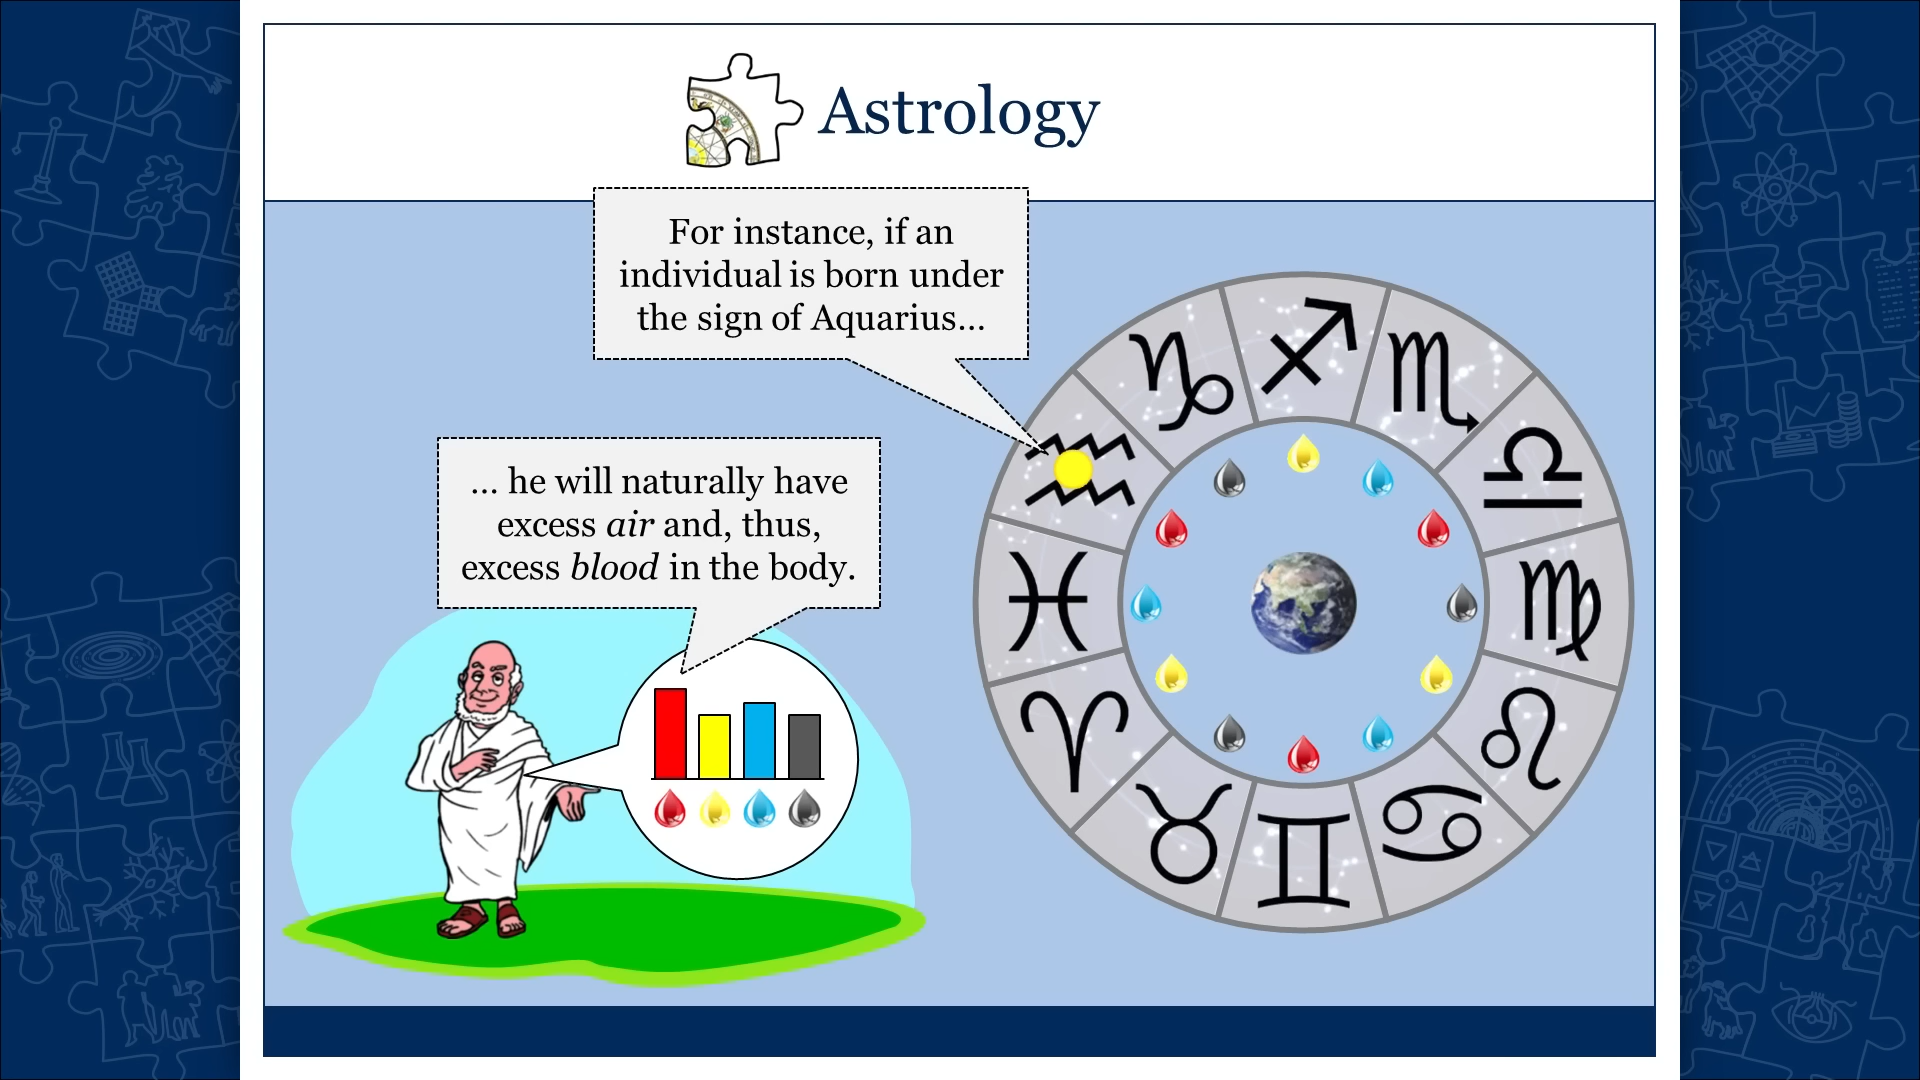 Astrology
For instance, if an
individual is born under
the sign of Aquarius...
... he will naturally have
excess air and, thus,
excess blood in the body.
♑ ♐ ♏
♒ ♎
♓ ♍
♈ ♌
♉ ♊ ♋
√-1